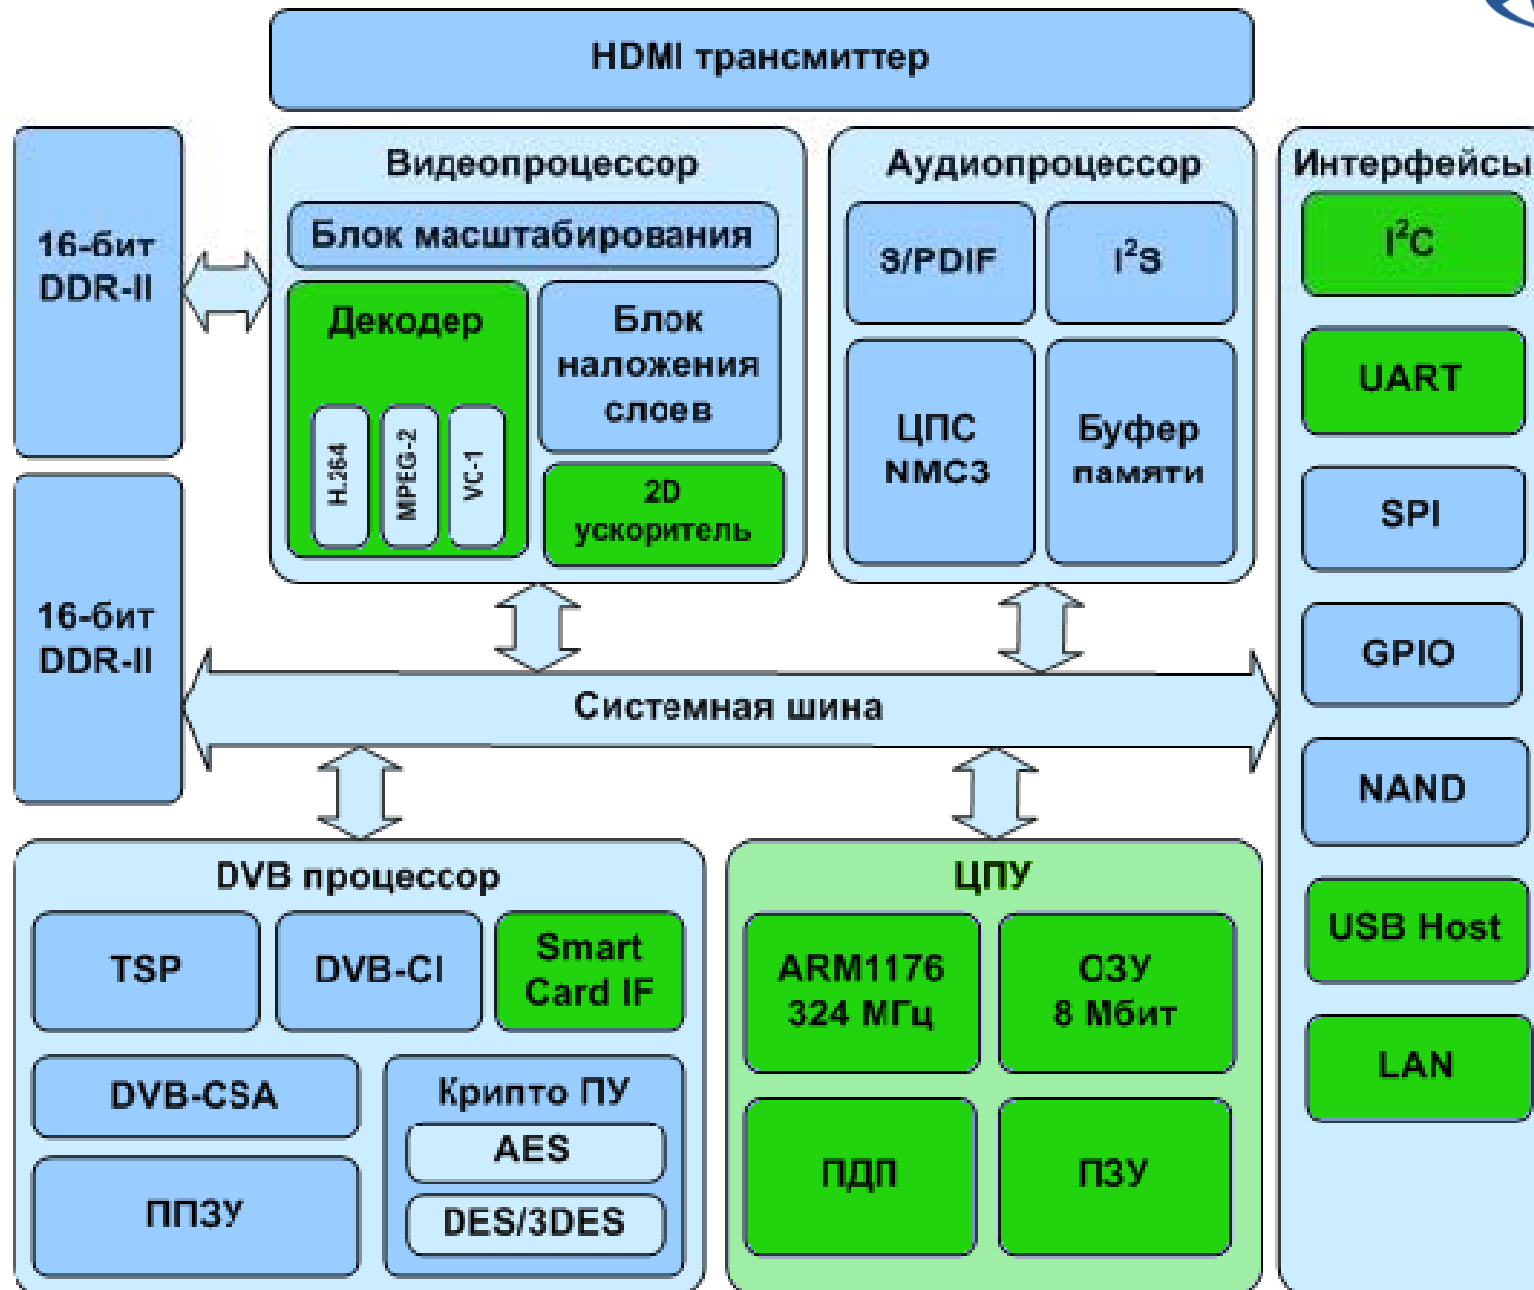 HDMI трансмиттер
16-бит
DDR-II
Видеопроцессор
Блок масштабирования
Декодер
H.264
MPEG-2
VC-1
Блок
наложения
слоев
2D
ускоритель
Аудиопроцессор
S/PDIF
I²S
ЦПС
NMC3
Буфер
памяти
Интерфейсы
I²C
UART
SPI
GPIO
NAND
USB Host
LAN
16-бит
DDR-II
Системная шина
DVB процессор
TSP
DVB-CI
Smart
Card IF
DVB-CSA
ППЗУ
Крипто ПУ
AES
DES/3DES
ЦПУ
ARM1176
324 МГц
ОЗУ
8 Мбит
ПДП
ПЗУ